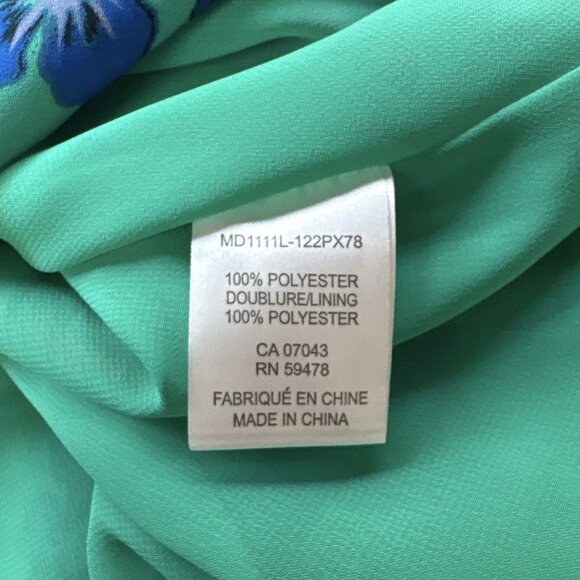 MD1111L-122PX78
100% POLYESTER
DOUBLURE/LINING
100% POLYESTER
CA 07043
RN 59478
FABRIQUÉ EN CHINE
MADE IN CHINA